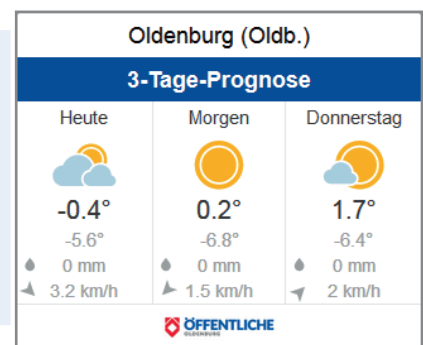 Oldenburg (Oldb.)
3-Tage-Prognose
Heute Morgen Donnerstag
-0.4° 0.2° 1.7°
-5.6° -6.8° -6.4°
0 mm 0 mm 0 mm
3.2 km/h 1.5 km/h 2 km/h
ÖFFENTLICHE
OLDENBURG